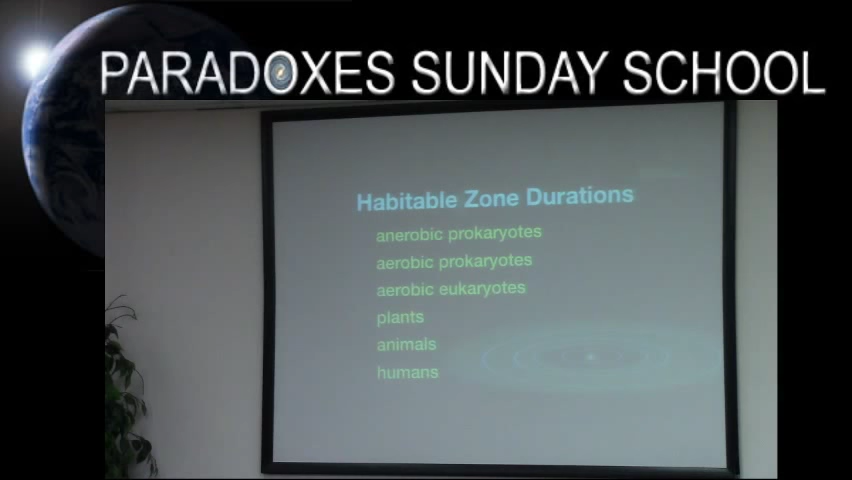 PARADOXES SUNDAY SCHOOL
Habitable Zone Durations
anerobic prokaryotes
aerobic prokaryotes
aerobic eukaryotes
plants
animals
humans